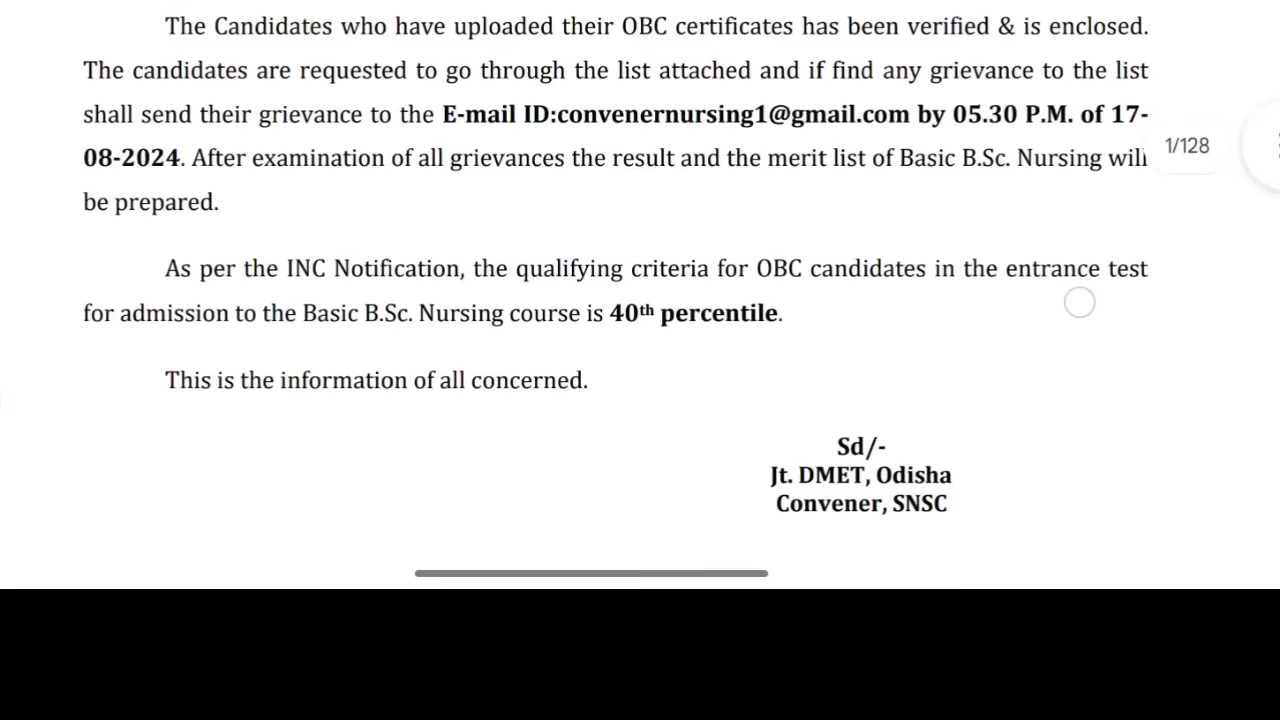 The Candidates who have uploaded their OBC certificates has been verified & is enclosed.
The candidates are requested to go through the list attached and if find any grievance to the list
shall send their grievance to the E-mail ID:convenernursing1@gmail.com by 05.30 P.M. of 17-
08-2024. After examination of all grievances the result and the merit list of Basic B.Sc. Nursing will
1/128
be prepared.
As per the INC Notification, the qualifying criteria for OBC candidates in the entrance test
for admission to the Basic B.Sc. Nursing course is 40th percentile.
This is the information of all concerned.
Sd/-
Jt. DMET, Odisha
Convener, SNSC